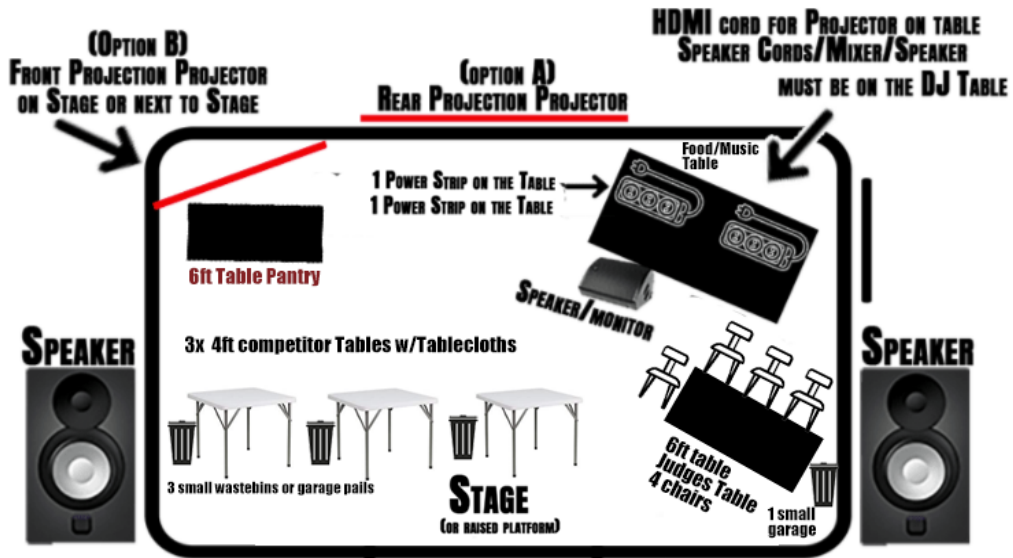 (Option B)
Front Projection Projector
on Stage or next to Stage
(option A)
Rear Projection Projector
HDMI cord for Projector on table
Speaker Cords/Mixer/Speaker
must be on the DJ Table
Food/Music
Table
1 Power Strip on the Table
1 Power Strip on the Table
6ft Table Pantry
Speaker/monitor
Speaker
3x 4ft competitor Tables w/Tablecloths
Speaker
6ft table
Judges Table
4 chairs
3 small wastebins or garage pails
Stage
(or raised platform)
1 small
garage